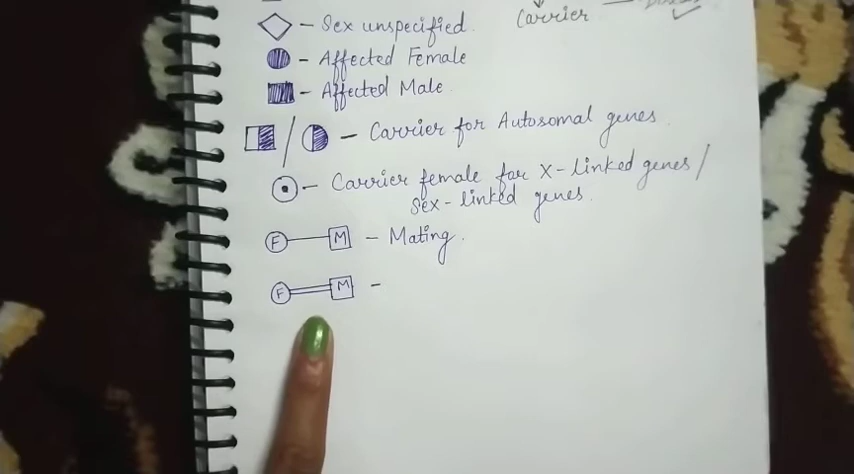 - Sex unspecified
Carrier
- Affected Female
- Affected Male
/ - Carrier for Autosomal genes
- Carrier female for X-linked genes/
Sex-linked genes.
F M - Mating.
F M -